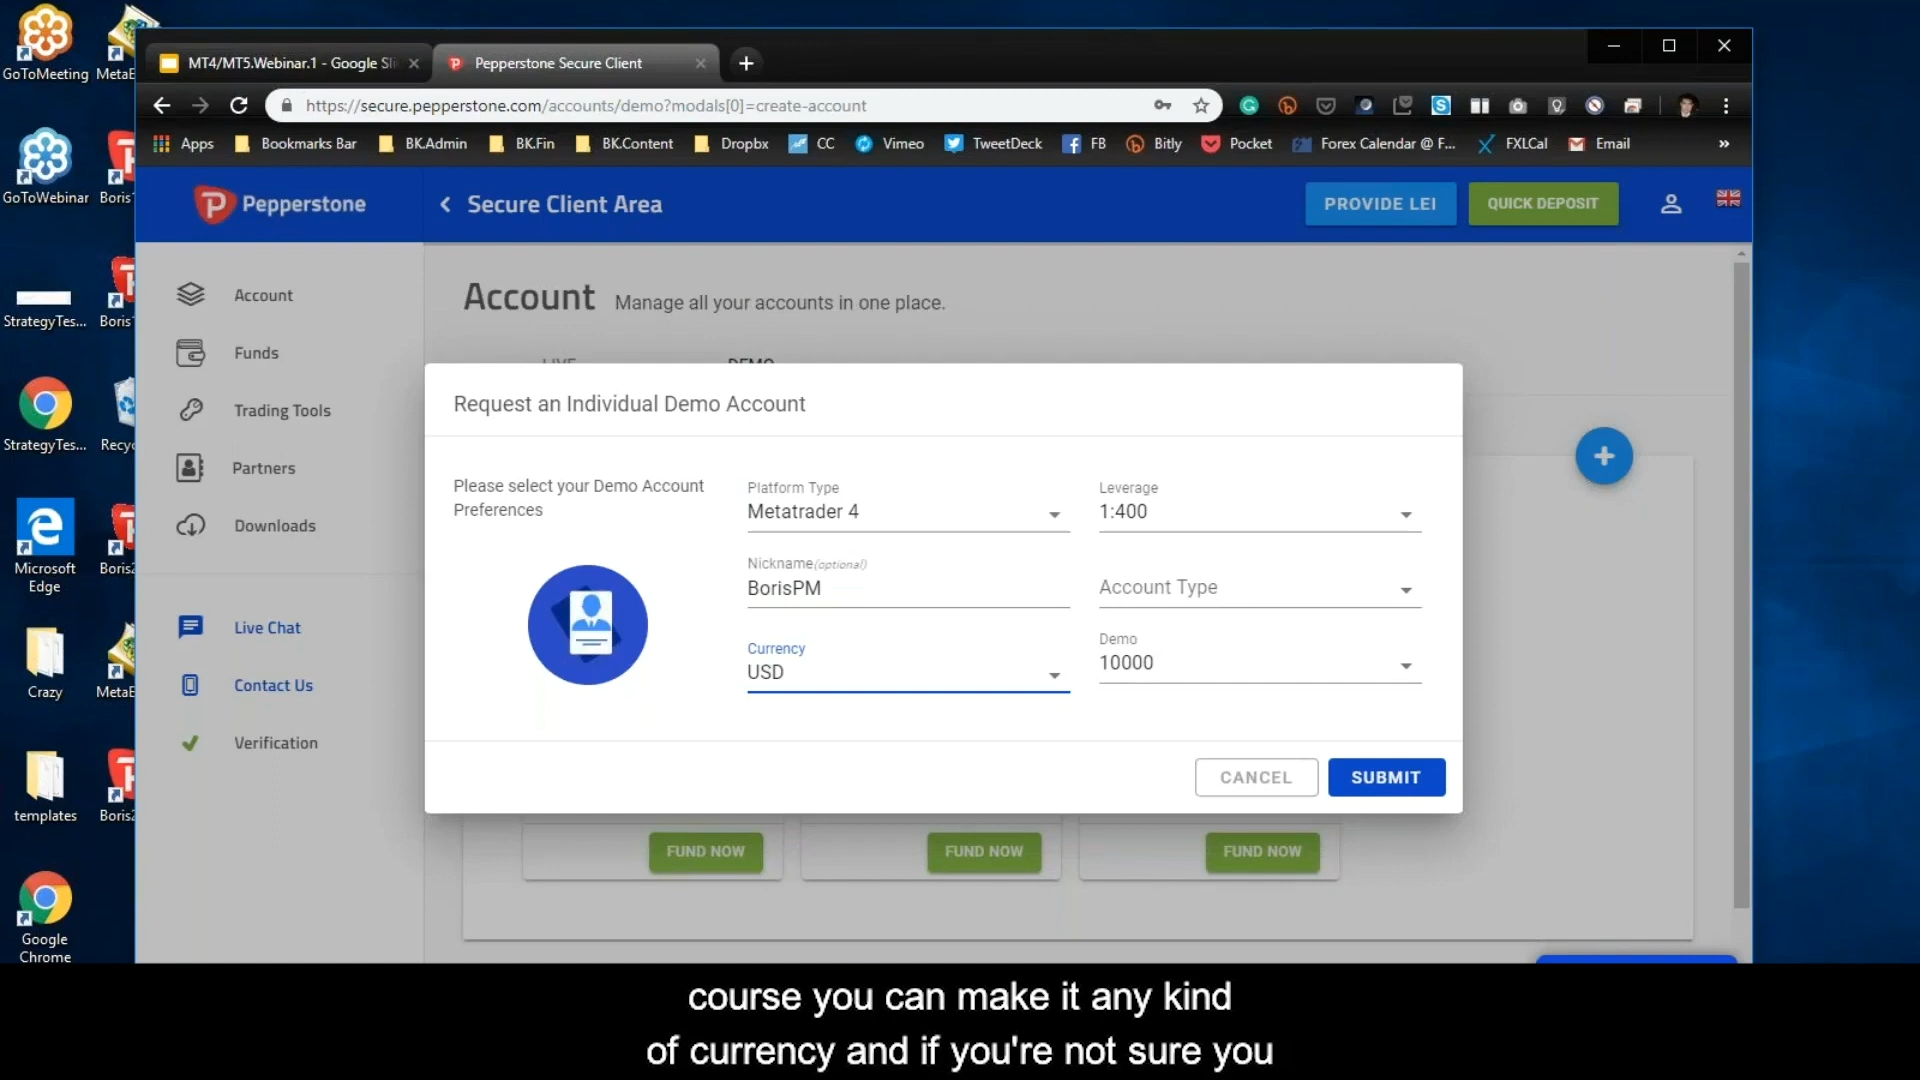 GoToMeeting
GoToWebinar
StrategyTes...
StrategyTes...
Microsoft
Edge
Crazy
templates
Google
Chrome
MT4/MT5.Webinar.1 - Google Sli
Pepperstone Secure Client
https://secure.pepperstone.com/accounts/demo?modals[0]=create-account
Apps
Bookmarks Bar
BK.Admin
BK.Fin
BK.Content
Dropbx
CC
Vimeo
TweetDeck
FB
Bitly
Pocket
Forex Calendar @ F...
FXLCal
Email
Pepperstone
Secure Client Area
PROVIDE LEI
QUICK DEPOSIT
Account
Funds
Trading Tools
Partners
Downloads
Live Chat
Contact Us
Verification
Account
Manage all your accounts in one place.
LIVE
DEMO
Request an Individual Demo Account
Please select your Demo Account
Preferences
Platform Type
Metatrader 4
Leverage
1:400
Nickname(optional)
BorisPM
Account Type
Currency
USD
Demo
10000
CANCEL
SUBMIT
FUND NOW
FUND NOW
FUND NOW
course you can make it any kind
of currency and if you're not sure you